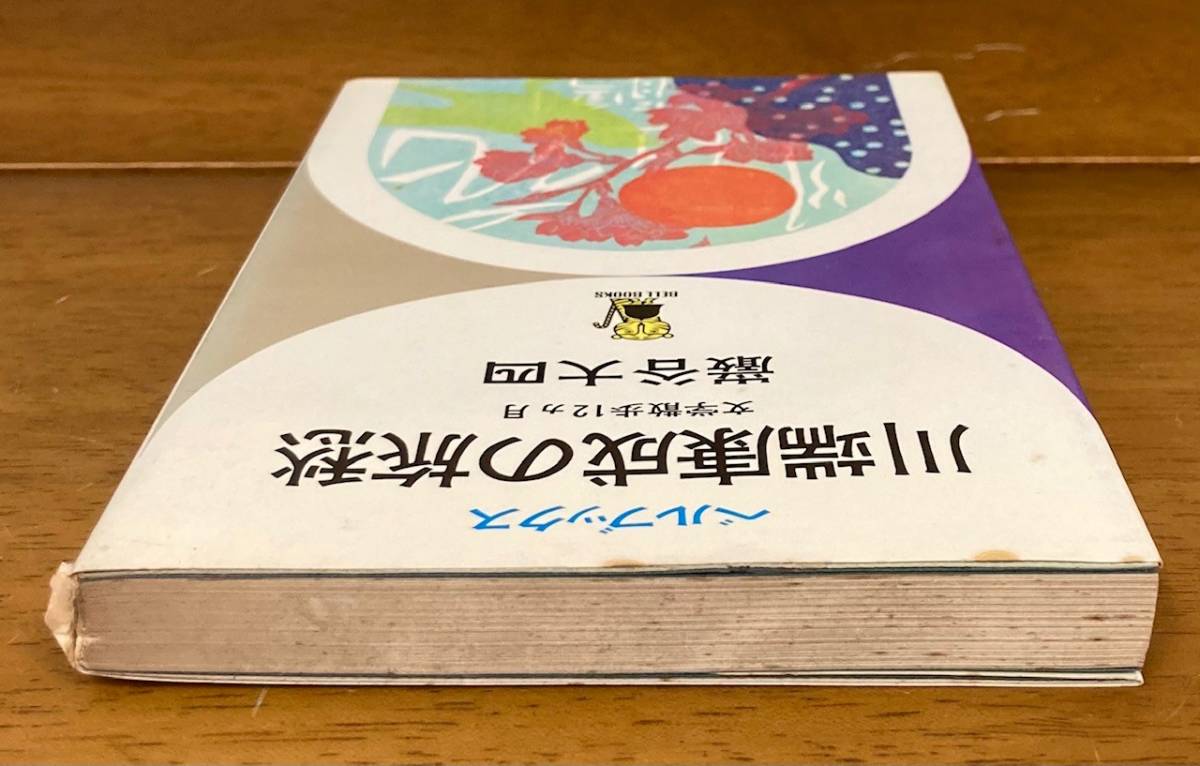 ベルブックス
川端康成の旅愁
文学散歩12ヵ月
巖谷大四
BELL BOOKS